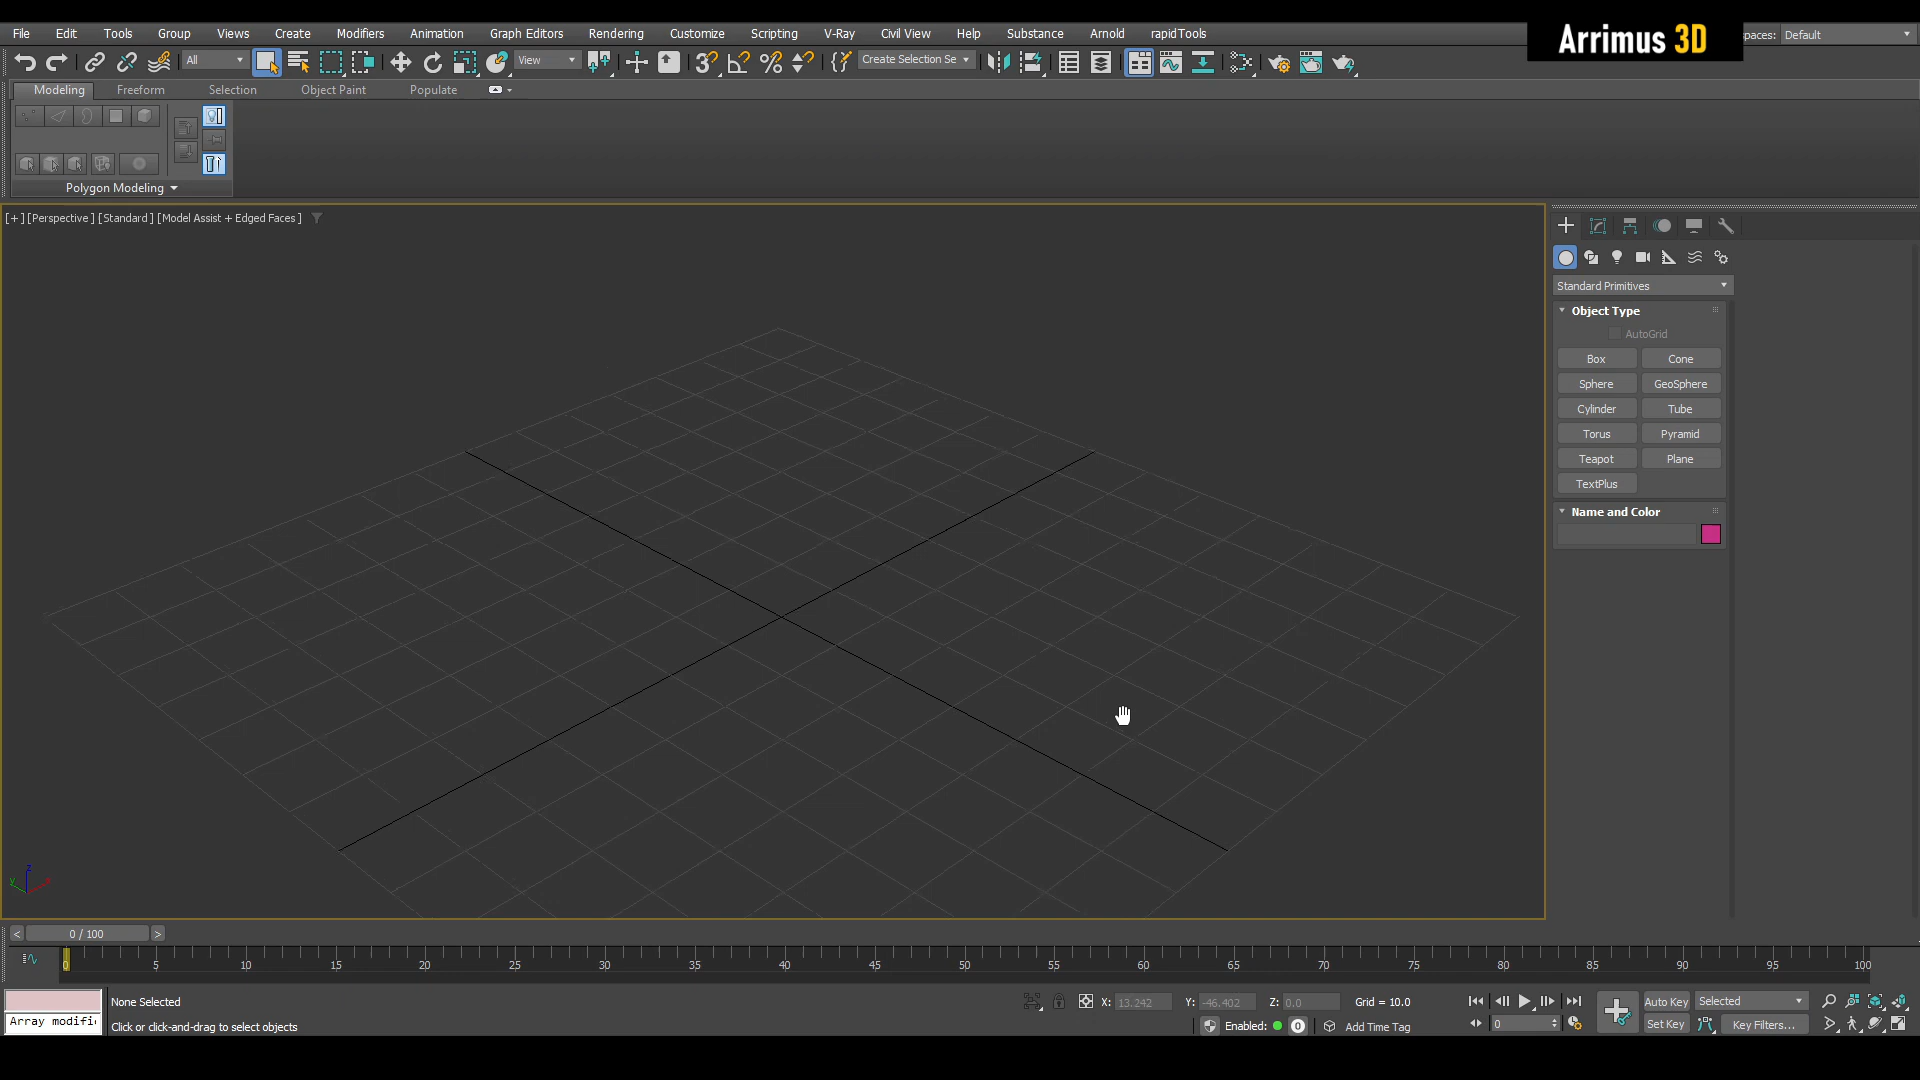 File Edit Tools Group Views Create Modifiers Animation Graph Editors Rendering Customize Scripting V-Ray Civil View Help Substance Arnold rapidTools
Arrimus 3D
spaces: Default
All
View
Create Selection Se
Modeling Freeform Selection Object Paint Populate
Polygon Modeling
[+] [Perspective] [Standard] [Model Assist + Edged Faces]
Standard Primitives
Object Type
AutoGrid
Box Cone
Sphere GeoSphere
Cylinder Tube
Torus Pyramid
Teapot Plane
TextPlus
Name and Color
z
y x
< 0 / 100 >
0 5 10 15 20 25 30 35 40 45 50 55 60 65 70 75 80 85 90 95 100
None Selected
X: 13.242 Y: -46.402 Z: 0.0 Grid = 10.0
Auto Key Selected
Array modifi
Click or click-and-drag to select objects
Enabled: 0 Add Time Tag
0
Set Key Key Filters...